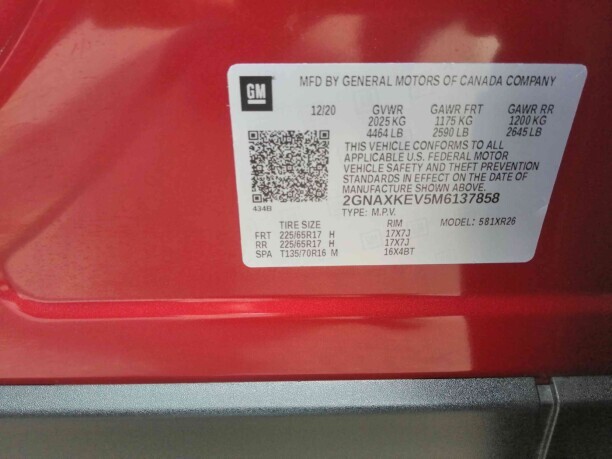 GM
MFD BY GENERAL MOTORS OF CANADA COMPANY
12/20 GVWR GAWR FRT GAWR RR
2025 KG 1175 KG 1200 KG
4464 LB 2590 LB 2645 LB
THIS VEHICLE CONFORMS TO ALL
APPLICABLE U.S. FEDERAL MOTOR
VEHICLE SAFETY AND THEFT PREVENTION
STANDARDS IN EFFECT ON THE DATE OF
MANUFACTURE SHOWN ABOVE.
2GNAXKEV5M6137858
434B
TYPE: M.P.V. MODEL: 581XR26
TIRE SIZE RIM
FRT 225/65R17 H 17X7J
RR 225/65R17 H 17X7J
SPA T135/70R16 M 16X4BT